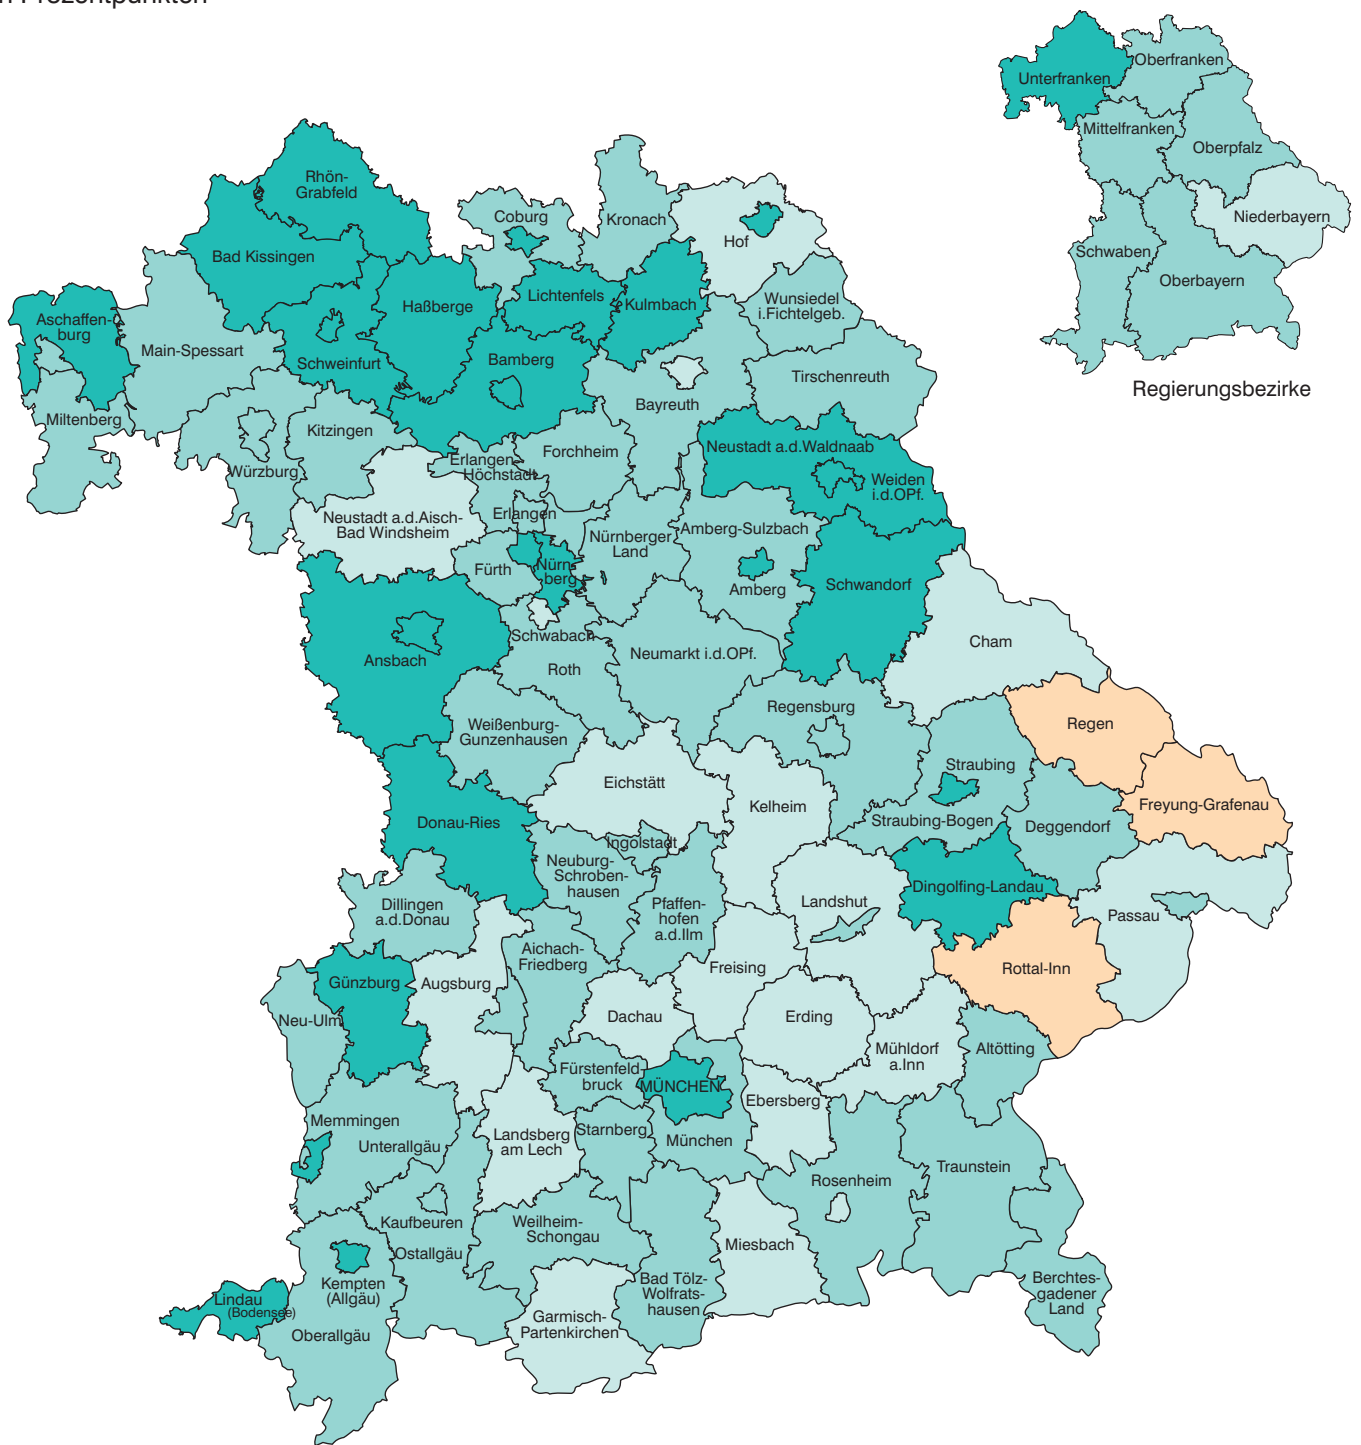 n Prozentpunkten
Unterfranken
Oberfranken
Mittelfranken
Oberpfalz
Niederbayern
Schwaben
Oberbayern
Regierungsbezirke
Rhön-
Grabfeld
Coburg
Kronach
Hof
Bad Kissingen
Haßberge
Lichtenfels
Kulmbach
Wunsiedel
i.Fichtelgeb.
Aschaffen-
burg
Main-Spessart
Schweinfurt
Bamberg
Tirschenreuth
Bayreuth
Miltenberg
Kitzingen
Würzburg
Erlangen-
Höchstadt
Forchheim
Neustadt a.d.Waldnaab
Weiden
i.d.OPf.
Neustadt a.d.Aisch-
Bad Windsheim
Erlangen
Nürnberger
Land
Amberg-Sulzbach
Fürth
Nürn-
berg
Amberg
Schwandorf
Cham
Schwabach
Ansbach
Roth
Neumarkt i.d.OPf.
Regensburg
Regen
Weißenburg-
Gunzenhausen
Eichstätt
Kelheim
Straubing
Freyung-Grafenau
Donau-Ries
Straubing-Bogen
Deggendorf
Ingolstadt
Neuburg-
Schroben-
hausen
Dingolfing-Landau
Dillingen
a.d.Donau
Pfaffen-
hofen
a.d.Ilm
Landshut
Passau
Aichach-
Friedberg
Freising
Rottal-Inn
Günzburg
Augsburg
Neu-Ulm
Dachau
Erding
Mühldorf
a.Inn
Altötting
Fürstenfeld-
bruck
MÜNCHEN
Ebersberg
Memmingen
Unterallgäu
Landsberg
am Lech
Starnberg
München
Traunstein
Rosenheim
Kaufbeuren
Ostallgäu
Weilheim-
Schongau
Miesbach
Kempten
(Allgäu)
Bad Tölz-
Wolfrats-
hausen
Berchtes-
gadener
Land
Lindau
(Bodensee)
Oberallgäu
Garmisch-
Partenkirchen